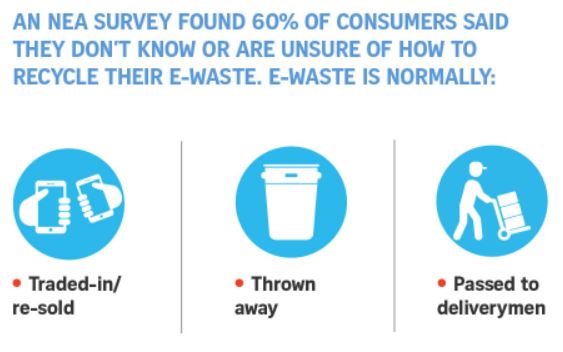 AN NEA SURVEY FOUND 60% OF CONSUMERS SAID
THEY DON'T KNOW OR ARE UNSURE OF HOW TO
RECYCLE THEIR E-WASTE. E-WASTE IS NORMALLY:
• Traded-in/
re-sold
• Thrown
away
• Passed to
deliverymen